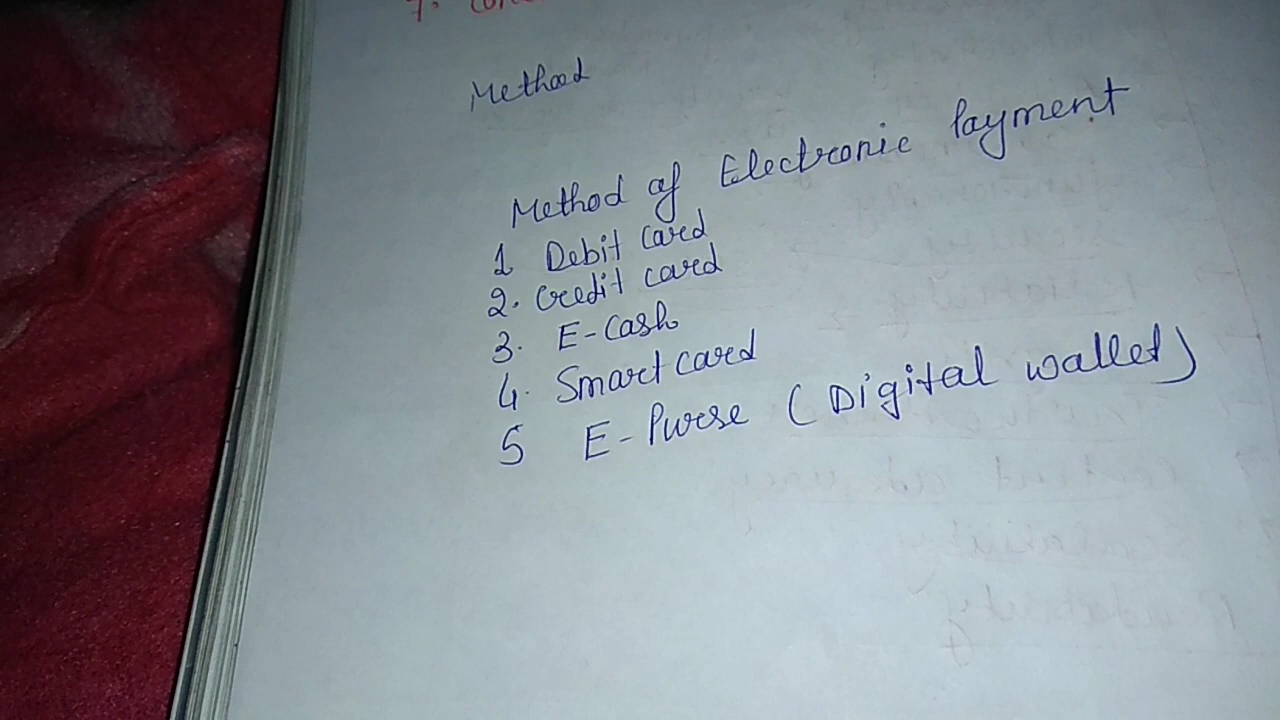 7.
Method
Method of Electronic Payment
1 Debit Card
2. Credit card
3. E-Cash
4. Smart card
5 E-Purse (Digital wallet)